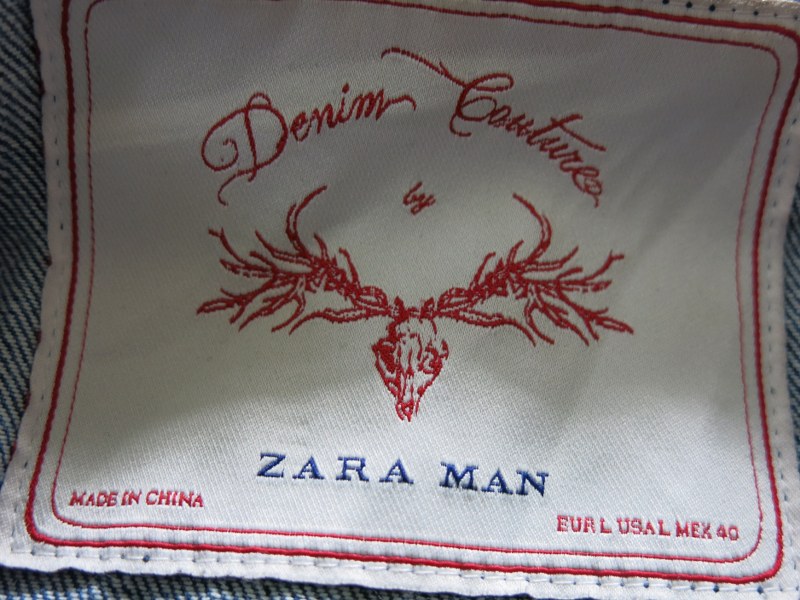 Denim Couture
by
ZARA MAN
MADE IN CHINA
EUR L USA L MEX 40